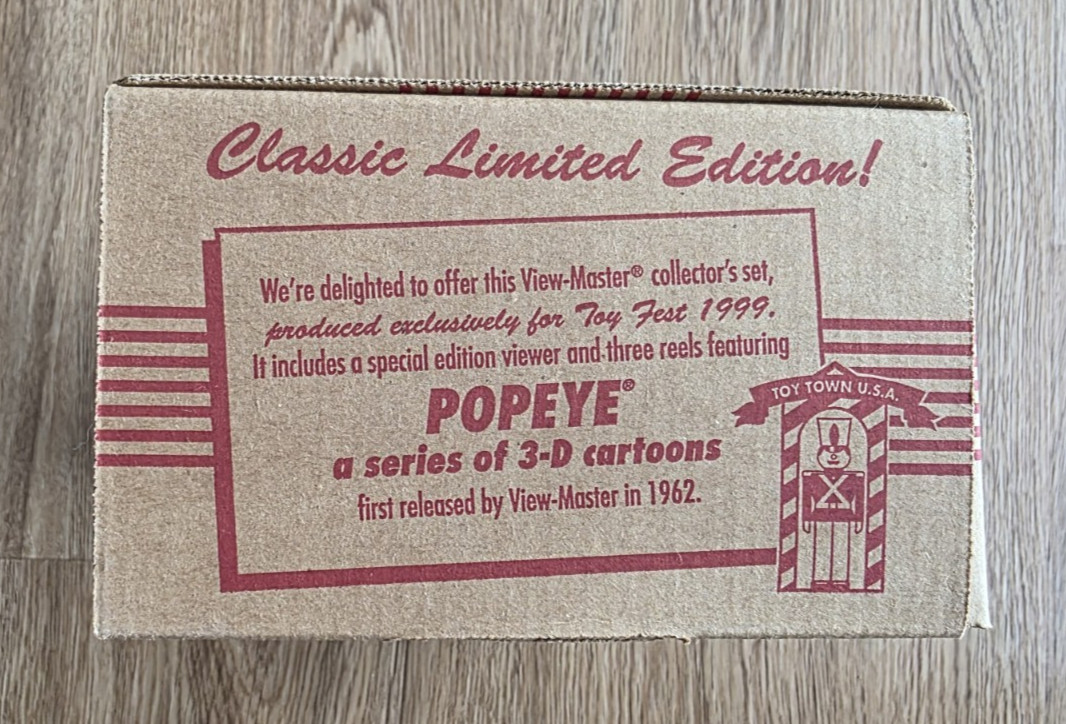 Classic Limited Edition!
We're delighted to offer this View-Master® collector's set,
produced exclusively for Toy Fest 1999.
It includes a special edition viewer and three reels featuring
POPEYE®
a series of 3-D cartoons
first released by View-Master in 1962.
TOY TOWN U.S.A.